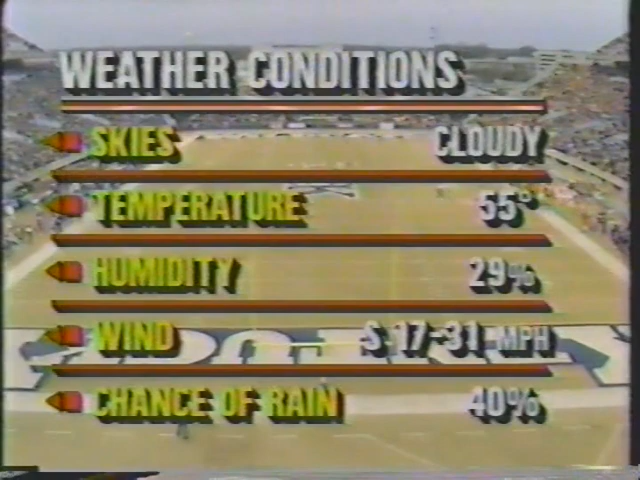 WEATHER CONDITIONS
SKIES CLOUDY
TEMPERATURE 55°
HUMIDITY 29%
WIND S 17-31 MPH
CHANCE OF RAIN 40%